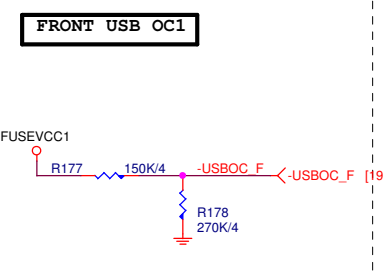 FRONT USB OC1
FUSEVCC1
R177 150K/4 -USBOC_F
-USBOC_F [19
R178
270K/4